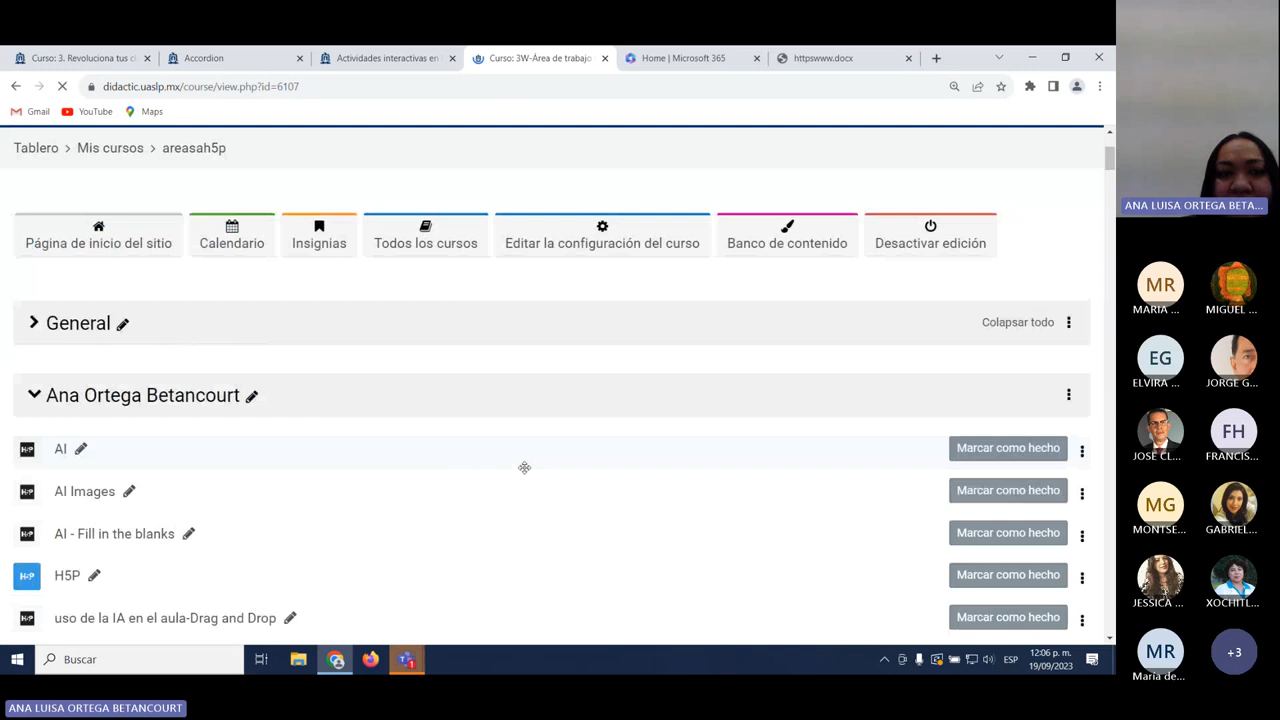 Curso: 3. Revoluciona tus cl
Accordion
Actividades interactivas en
Curso: 3W-Área de trabajo
Home | Microsoft 365
httpswww.docx
didactic.uaslp.mx/course/view.php?id=6107
Gmail
YouTube
Maps
Tablero > Mis cursos > areasah5p
Página de inicio del sitio
Calendario
Insignias
Todos los cursos
Editar la configuración del curso
Banco de contenido
Desactivar edición
General
Colapsar todo
Ana Ortega Betancourt
H-P AI
Marcar como hecho
H-P AI Images
Marcar como hecho
H-P AI - Fill in the blanks
Marcar como hecho
H-P H5P
Marcar como hecho
H-P uso de la IA en el aula-Drag and Drop
Marcar como hecho
Buscar
1
ESP
12:06 p. m.
19/09/2023
ANA LUISA ORTEGA BETANCOURT
ANA LUISA ORTEGA BETA...
MR
MARIA ...
MIGUEL ...
EG
ELVIRA ...
JORGE G...
JOSE CL...
FH
FRANCIS...
MG
MONTSE...
GABRIEL...
JESSICA ...
XOCHITL...
MR
María de...
+3